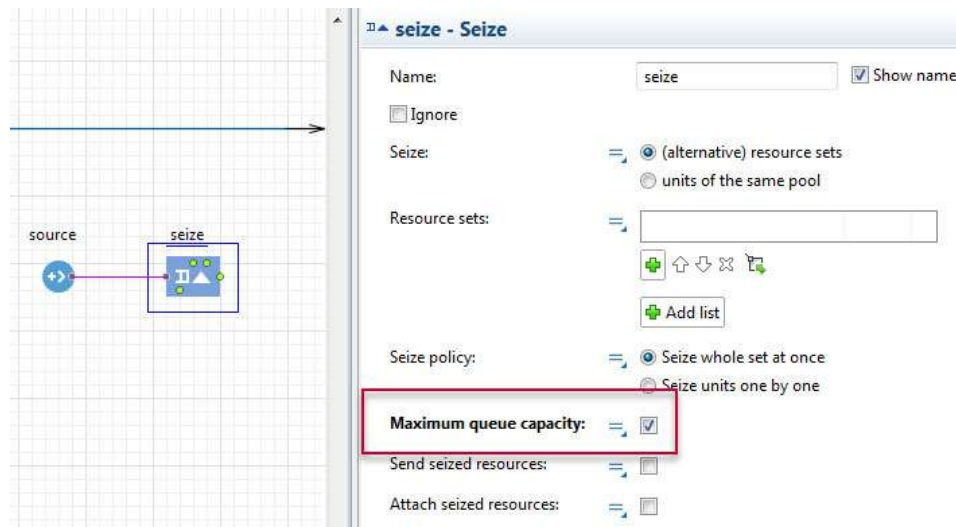 seize - Seize
Name:
seize
Show name
Ignore
Seize:
(alternative) resource sets
units of the same pool
Resource sets:
source
seize
Add list
Seize policy:
Seize whole set at once
Seize units one by one
Maximum queue capacity:
Send seized resources:
Attach seized resources: